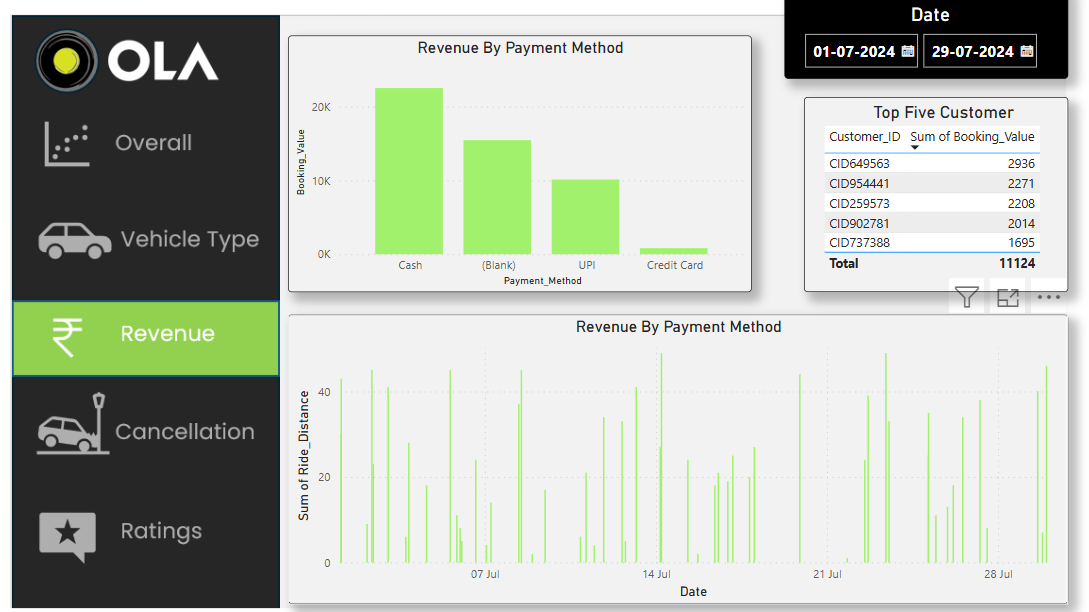 OLA
Overall
Vehicle Type
Revenue
Cancellation
Ratings
Date
01-07-2024 29-07-2024
Revenue By Payment Method
Booking_Value
20K
10K
0K
Cash (Blank) UPI Credit Card
Payment_Method
Top Five Customer
Customer_ID Sum of Booking_Value
CID649563 2936
CID954441 2271
CID259573 2208
CID902781 2014
CID737388 1695
Total 11124
Revenue By Payment Method
Sum of Ride_Distance
40
20
0
07 Jul 14 Jul 21 Jul 28 Jul
Date